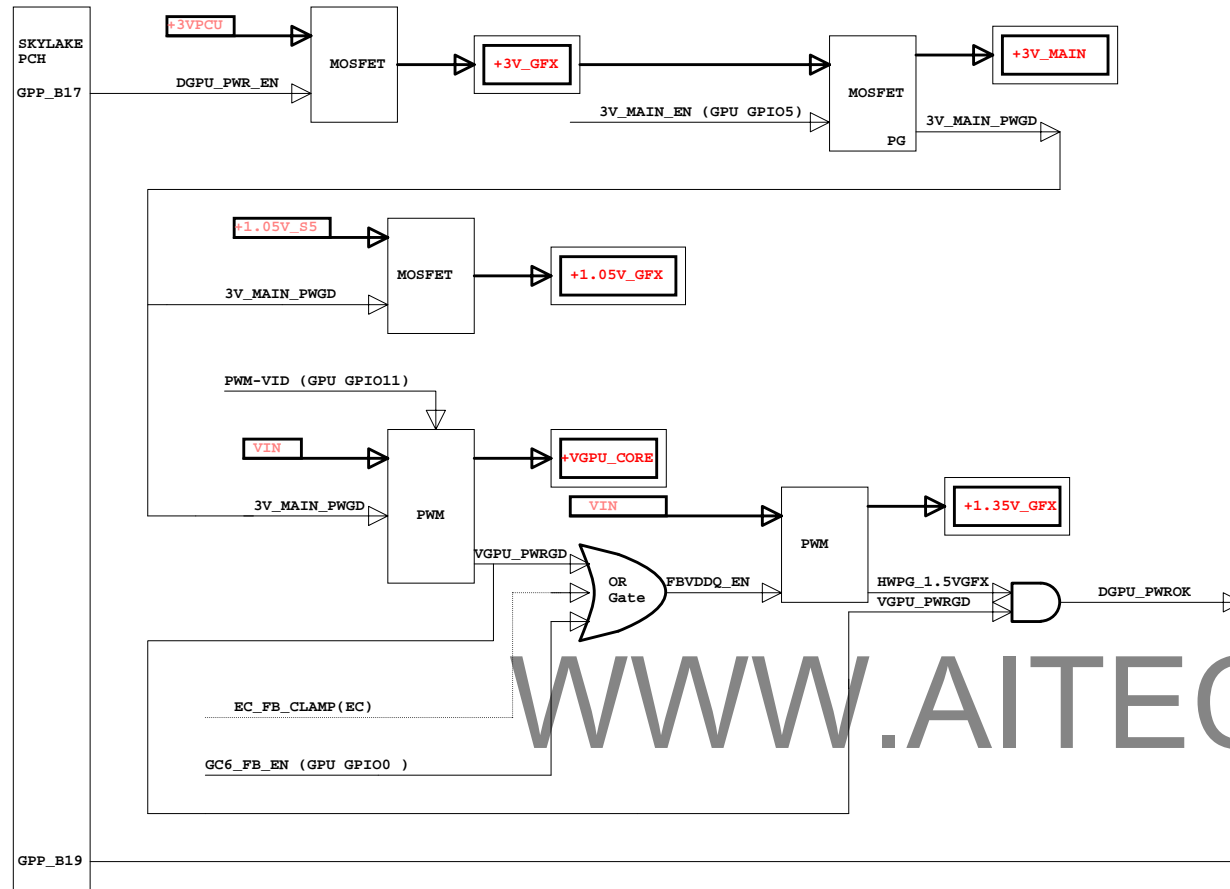 +3VPCU
SKYLAKE
PCH
MOSFET
+3V_GFX
+3V_MAIN
DGPU_PWR_EN
GPP_B17
MOSFET
3V_MAIN_EN (GPU GPIO5)
3V_MAIN_PWGD
PG
+1.05V_S5
MOSFET
+1.05V_GFX
3V_MAIN_PWGD
PWM-VID (GPU GPIO11)
VIN
+VGPU_CORE
3V_MAIN_PWGD
PWM
VIN
+1.35V_GFX
PWM
VGPU_PWRGD
OR
Gate
FBVDDQ_EN
HWPG_1.5VGFX
VGPU_PWRGD
DGPU_PWROK
EC_FB_CLAMP(EC)
GC6_FB_EN (GPU GPIO0 )
WWW.AITEC
GPP_B19